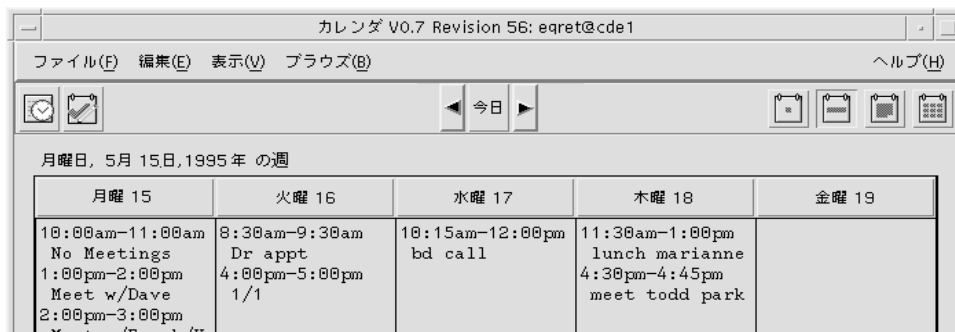 カレンダ V0.7 Revision 56: egret@cde1
ファイル(F) 編集(E) 表示(V) ブラウズ(B) ヘルプ(H)
今日
月曜日, 5月 15日,1995年 の週
月曜 15 火曜 16 水曜 17 木曜 18 金曜 19
10:00am-11:00am 8:30am-9:30am 10:15am-12:00pm 11:30am-1:00pm
No Meetings Dr appt bd call lunch marianne
1:00pm-2:00pm 4:00pm-5:00pm 4:30pm-4:45pm
Meet w/Dave 1/1 meet todd park
2:00pm-3:00pm